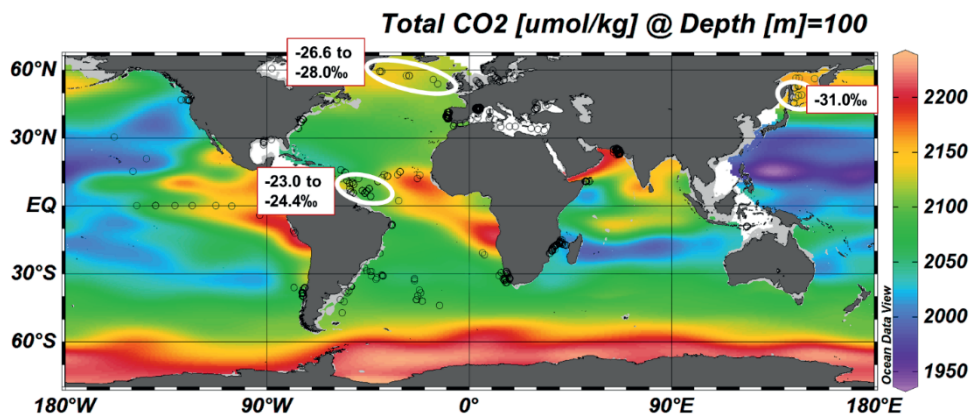 Total CO2 [umol/kg] @ Depth [m]=100
-26.6 to
-28.0‰
-31.0‰
-23.0 to
-24.4‰
60°N
30°N
EQ
30°S
60°S
180°W
90°W
0°E
90°E
180°E
2200
2150
2100
2050
2000
1950
Ocean Data View